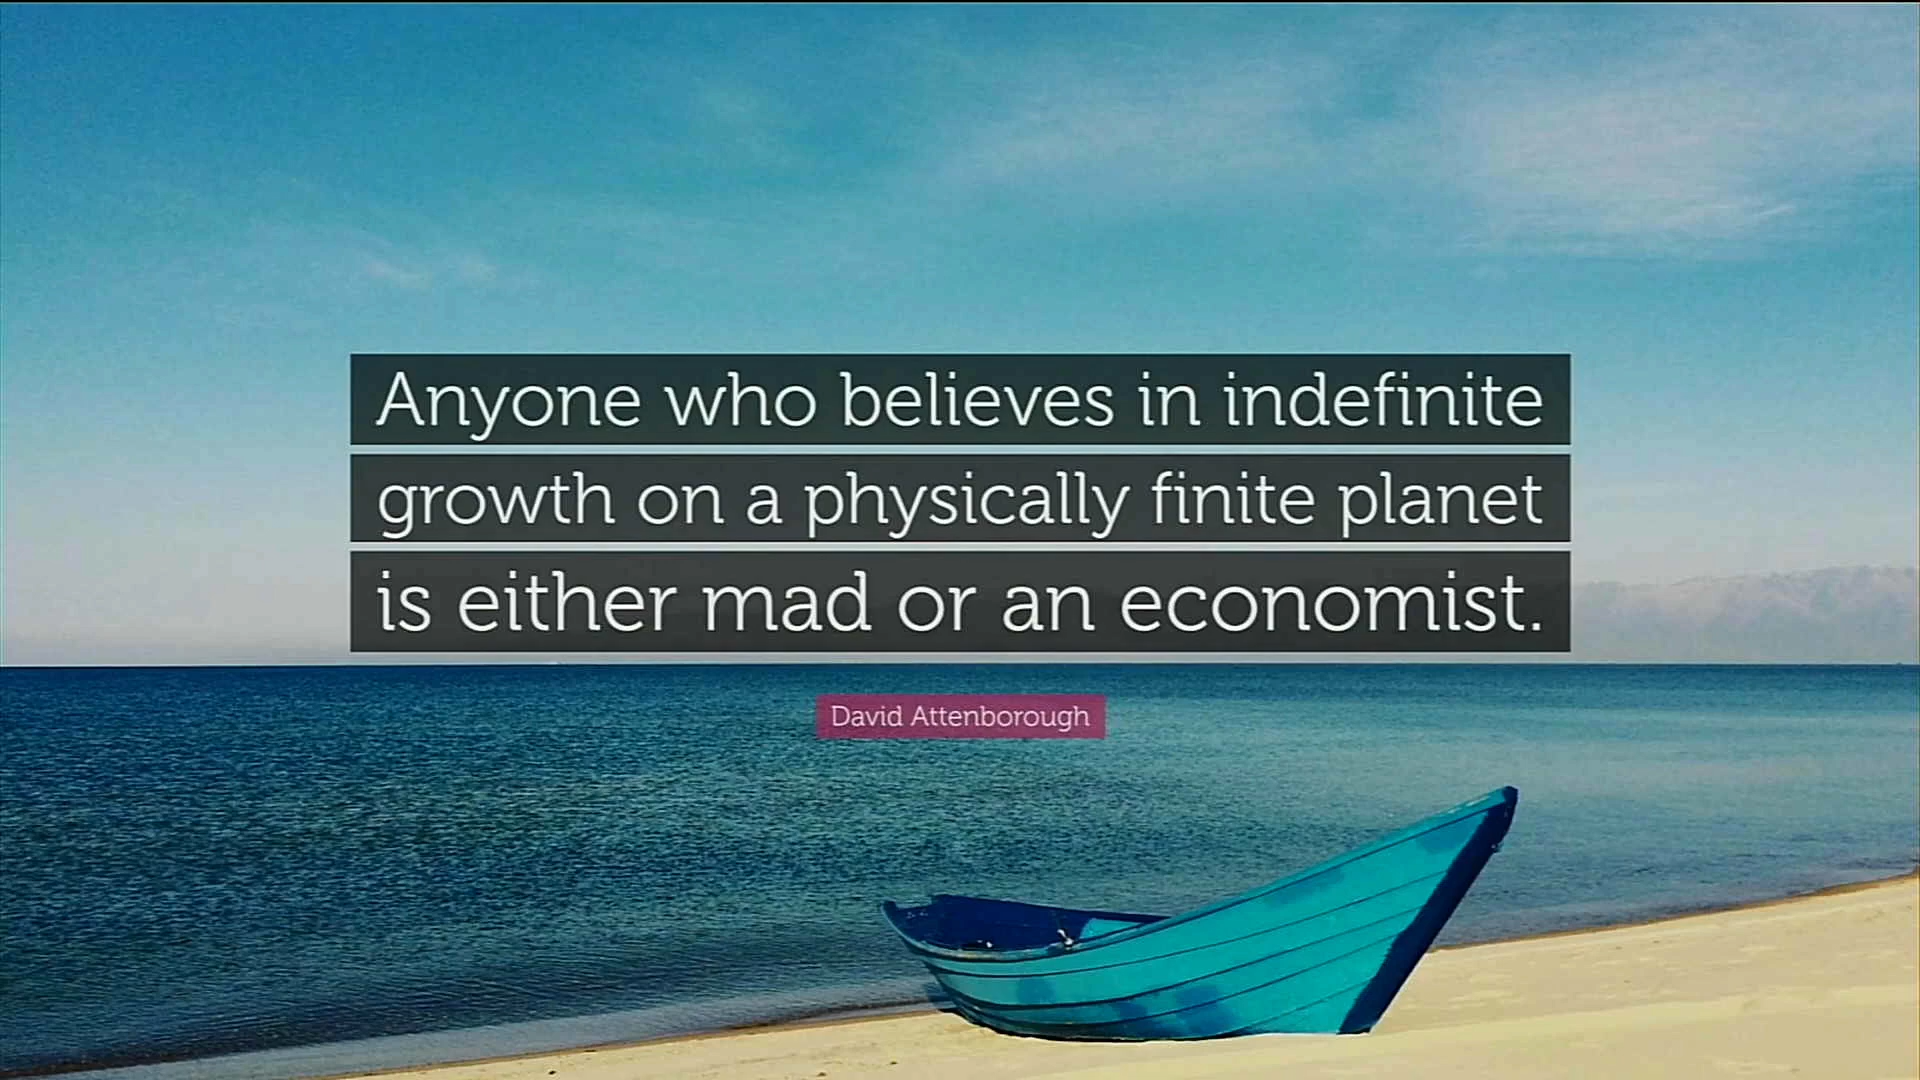 Anyone who believes in indefinite
growth on a physically finite planet
is either mad or an economist.
David Attenborough